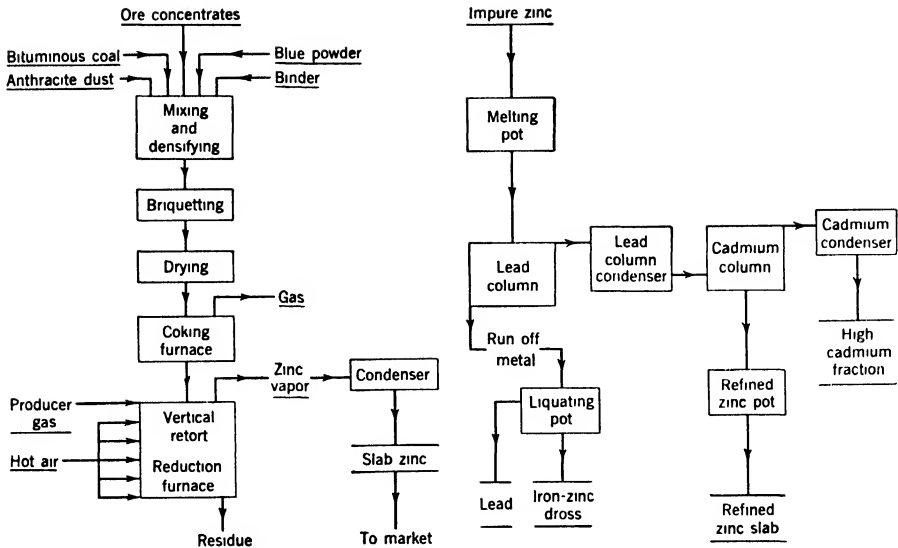 Ore concentrates
Bituminous coal
Blue powder
Anthracite dust
Binder
Mixing
and
densifying
Briquetting
Drying
Gas
Coking
furnace
Zinc
vapor
Condenser
Producer
gas
Vertical
retort
Hot air
Reduction
furnace
Slab zinc
Residue
To market
Impure zinc
Melting
pot
Lead
column
Lead
column
condenser
Cadmium
column
Cadmium
condenser
Run off
metal
High
cadmium
fraction
Liquating
pot
Refined
zinc pot
Lead
Iron-zinc
dross
Refined
zinc slab